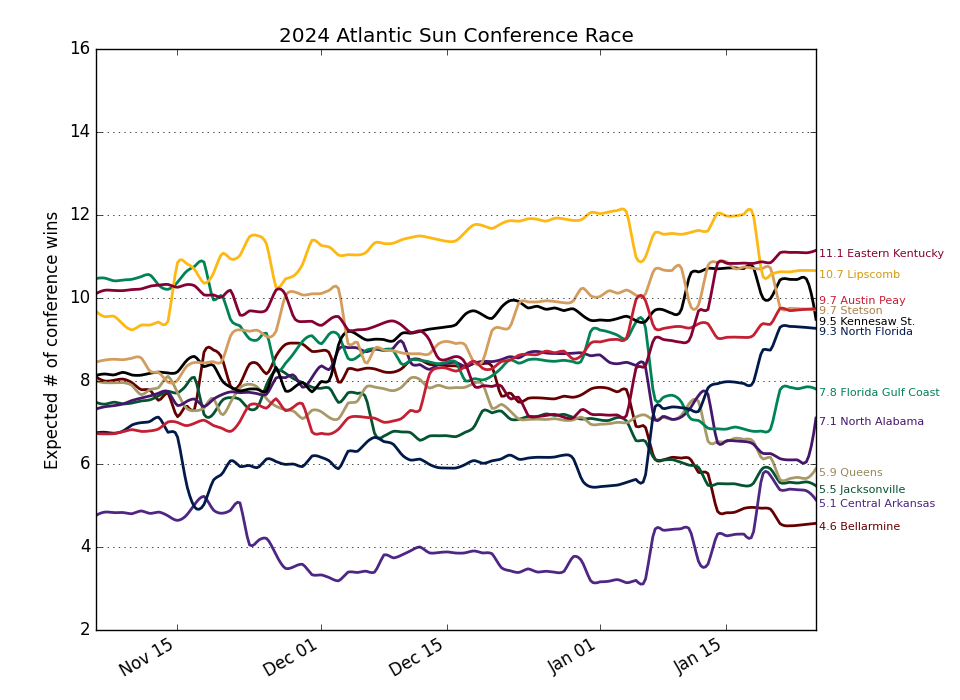 2024 Atlantic Sun Conference Race
Expected # of conference wins
16
14
12
10
8
6
4
2
Nov 15
Dec 01
Dec 15
Jan 01
Jan 15
11.1 Eastern Kentucky
10.7 Lipscomb
9.7 Austin Peay
9.7 Stetson
9.5 Kennesaw St.
9.3 North Florida
7.8 Florida Gulf Coast
7.1 North Alabama
5.9 Queens
5.5 Jacksonville
5.1 Central Arkansas
4.6 Bellarmine